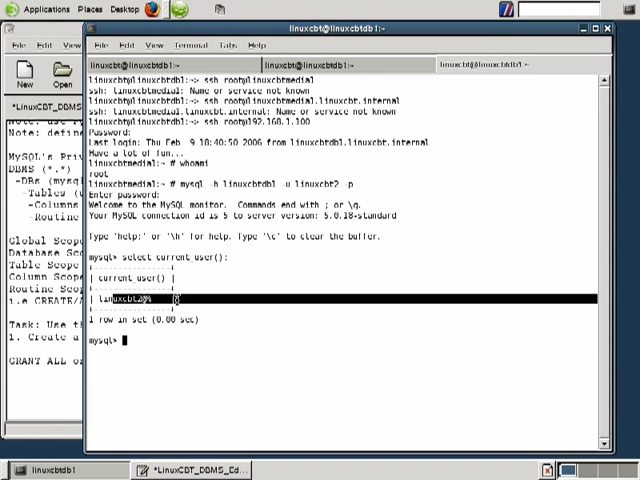 Applications Places Desktop
linuxcbt@linuxcbtdb1:~
File Edit View
File Edit View Terminal Tabs Help
linuxcbt@linuxcbtdb1:~ linuxcbt@linuxcbtdb1:~ linuxcbt@linuxcbtdb1:~
New Open
*LinuxCBT_DBMS
linuxcbt@linuxcbtdb1:~> ssh root@linuxcbtmedia1
ssh: linuxcbtmedia1: Name or service not known
linuxcbt@linuxcbtdb1:~> ssh root@linuxcbtmedia1.linuxcbt.internal
ssh: linuxcbtmedia1.linuxcbt.internal: Name or service not known
linuxcbt@linuxcbtdb1:~> ssh root@192.168.1.100
Password:
Last login: Thu Feb 9 18:40:50 2006 from linuxcbtdb1.linuxcbt.internal
Have a lot of fun...
linuxcbtmedia1:~ # whoami
root
linuxcbtmedia1:~ # mysql -h linuxcbtdb1 -u linuxcbt2 -p
Enter password:
Welcome to the MySQL monitor. Commands end with ; or \g.
Your MySQL connection id is 5 to server version: 5.0.18-standard
Type 'help;' or '\h' for help. Type '\c' to clear the buffer.
mysql> select current_user();
+----------------+
| current_user() |
+----------------+
| linuxcbt2@% |
+----------------+
1 row in set (0.00 sec)
mysql>
Note: define
MySQL's Priv
DBMS (*.*)
-DBs (mysq
-Tables (u
-Columns
-Routine
Global Scope
Database Sco
Table Scope
Column Scope
Routine Scop
i.e CREATE/A
Task: Use th
1. Create a
GRANT ALL on
linuxcbtdb1 *LinuxCBT_DBMS_Ed...